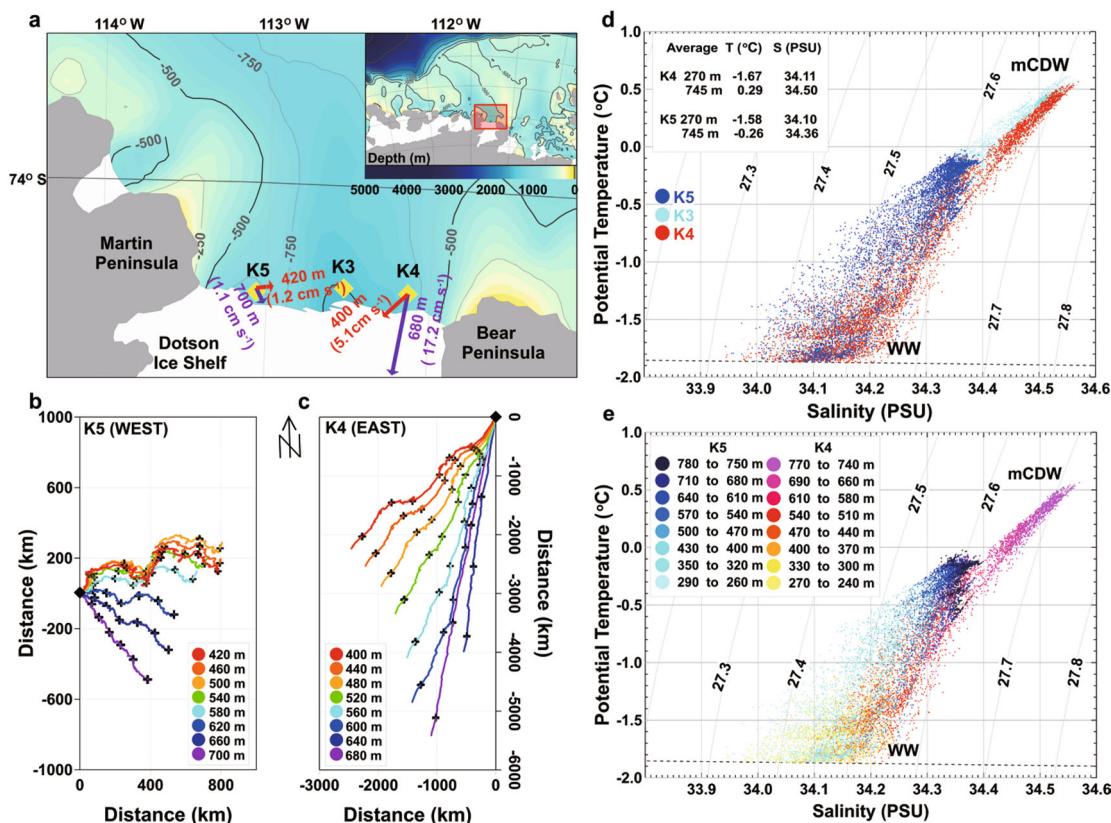 a
114° W
113°W
112°W
-500
-750
-500
-500
74° S
-250
-500
-750
-500
Depth (m)
5000 4000 3000 2000 1000 0
Martin
Peninsula
K5
K3
K4
420 m
(1.2 cm s⁻¹)
700 m
(1.1 cm s⁻¹)
400 m
(5.1cm s⁻¹)
680 m
( 17.2 cm s⁻¹)
Dotson
Ice Shelf
Bear
Peninsula
b
K5 (WEST)
1000
600
200
-200
-600
-1000
Distance (km)
0 400 800
Distance (km)
420 m
460 m
500 m
540 m
580 m
620 m
660 m
700 m
N
c
K4 (EAST)
0
-1000
-2000
-3000
-4000
-5000
-6000
Distance (km)
-3000 -2000 -1000 0
Distance (km)
400 m
440 m
480 m
520 m
560 m
600 m
640 m
680 m
d
Average T (°C) S (PSU)
K4 270 m -1.67 34.11
745 m 0.29 34.50
K5 270 m -1.58 34.10
745 m -0.26 34.36
K5
K3
K4
mCDW
WW
27.3
27.4
27.5
27.6
27.7
27.8
1.0
0.5
0.0
-0.5
-1.0
-1.5
-2.0
Potential Temperature (°C)
33.9 34.0 34.1 34.2 34.3 34.4 34.5 34.6
Salinity (PSU)
e
K5 K4
780 to 750 m 770 to 740 m
710 to 680 m 690 to 660 m
640 to 610 m 610 to 580 m
570 to 540 m 540 to 510 m
500 to 470 m 470 to 440 m
430 to 400 m 400 to 370 m
350 to 320 m 330 to 300 m
290 to 260 m 270 to 240 m
mCDW
WW
27.3
27.4
27.5
27.6
27.7
27.8
1.0
0.5
0.0
-0.5
-1.0
-1.5
-2.0
Potential Temperature (°C)
33.9 34.0 34.1 34.2 34.3 34.4 34.5 34.6
Salinity (PSU)